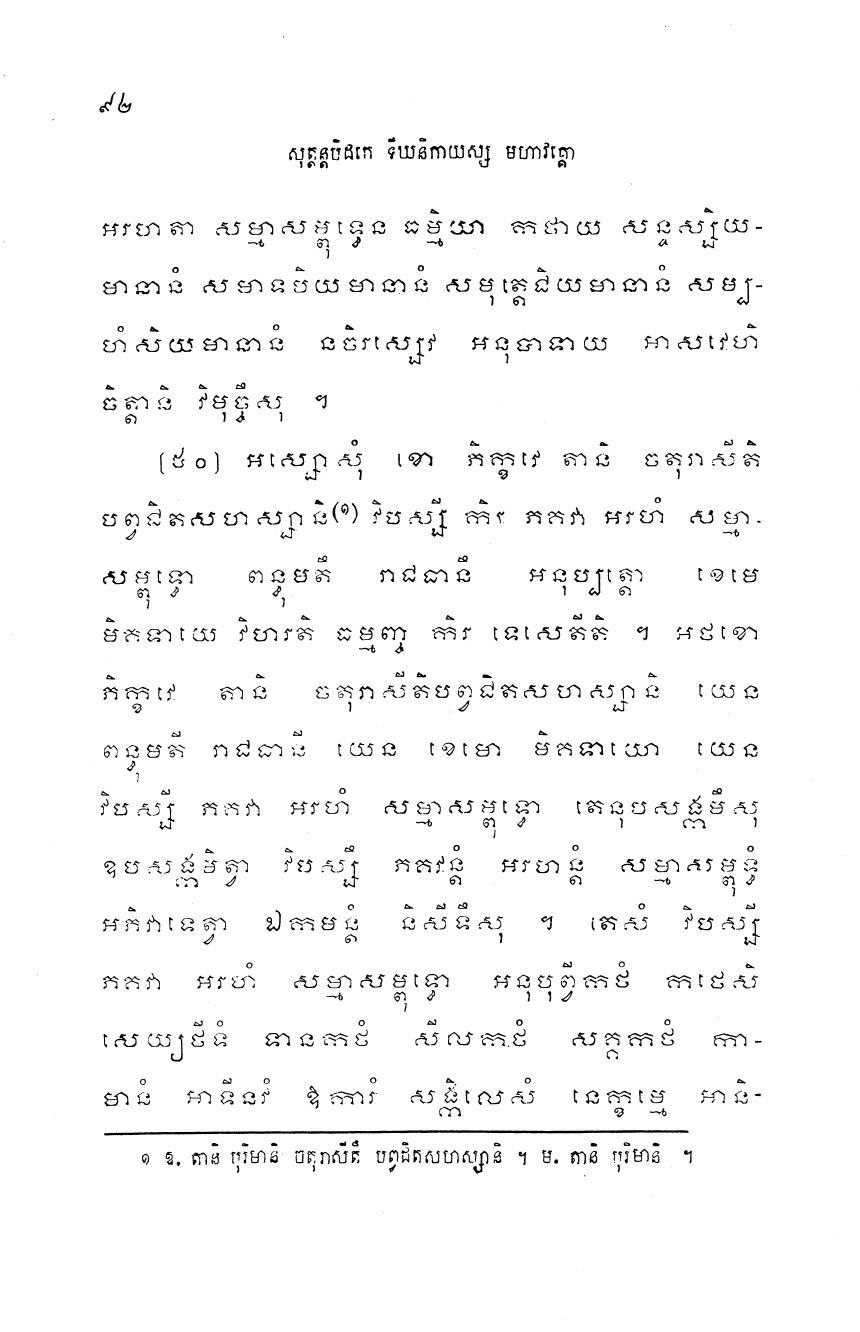 ៩២
សុត្តន្តបិដកេ ទីឃនិកាយស្ស មហាវគ្គោ
អរហតា សម្មាសម្ពុទ្ធេន ធម្មិយា កថាយ សន្ទស្សិយ-
មានានំ សមាទបិយមានានំ សមុត្តេជិយមានានំ សម្ប-
ហំសិយមានានំ នចិរស្សេវ អនុបាទាយ អាសវេហិ
ចិត្តានិ វិមុច្ចឹសុ ។
(៥០) អស្សោសុំ ខោ ភិក្ខវេ តានិ ចតុរាសីតិ
បព្វជិតសហស្សានិ(១) វិបស្សី កិរ ភគវា អរហំ សម្មា-
សម្ពុទ្ធោ ពន្ធុមតឹ រាជធានឹ អនុប្បត្តោ ខេមេ
មិគទាយេ វិហរតិ ធម្មញ្ច កិរ ទេសេតីតិ ។ អថខោ
ភិក្ខវេ តានិ ចតុរាសីតិបព្វជិតសហស្សានិ យេន
ពន្ធុមតី រាជធានី យេន ខេមោ មិគទាយោ យេន
វិបស្សី ភគវា អរហំ សម្មាសម្ពុទ្ធោ តេនុបសង្កមឹសុ
ឧបសង្កមិត្វា វិបស្សឹ ភគវន្តំ អរហន្តំ សម្មាសម្ពុទ្ធំ
អភិវាទេត្វា ឯកមន្តំ និសីទឹសុ ។ តេសំ វិបស្សី
ភគវា អរហំ សម្មាសម្ពុទ្ធោ អនុបុព្វីកថំ កថេសិ
សេយ្យថីទំ ទានកថំ សីលកថំ សគ្គកថំ កា-
មានំ អាទីនវំ ឱការំ សង្កិលេសំ នេក្ខម្មេ អានិ-
១ ឧ. តានិ បុរិមានិ ចតុរាសីតឹ បព្វជិតសហស្សានិ ។ ម. តានិ បុរិមានិ ។